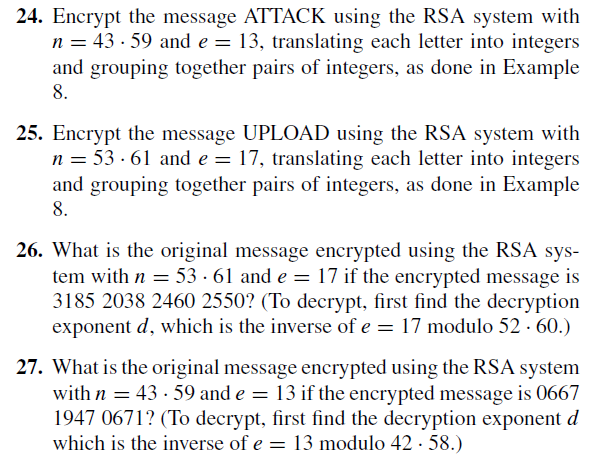 24. Encrypt the message ATTACK using the RSA system with
n = 43 · 59 and e = 13, translating each letter into integers
and grouping together pairs of integers, as done in Example
8.
25. Encrypt the message UPLOAD using the RSA system with
n = 53 · 61 and e = 17, translating each letter into integers
and grouping together pairs of integers, as done in Example
8.
26. What is the original message encrypted using the RSA sys-
tem with n = 53 · 61 and e = 17 if the encrypted message is
3185 2038 2460 2550? (To decrypt, first find the decryption
exponent d, which is the inverse of e = 17 modulo 52 · 60.)
27. What is the original message encrypted using the RSA system
with n = 43 · 59 and e = 13 if the encrypted message is 0667
1947 0671? (To decrypt, first find the decryption exponent d
which is the inverse of e = 13 modulo 42 · 58.)